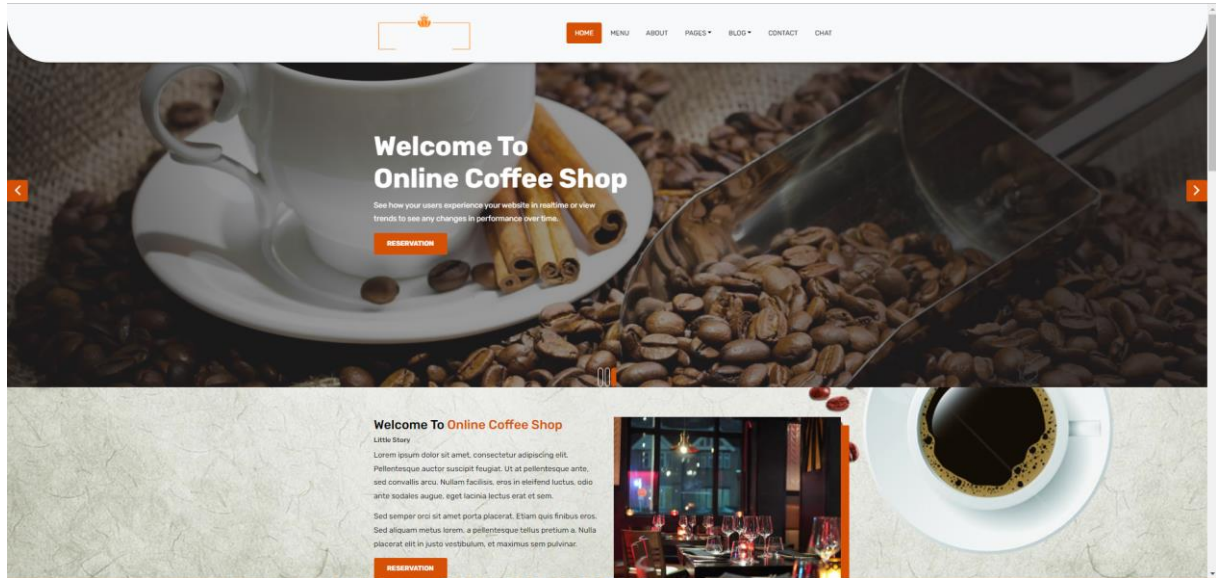 HOME MENU ABOUT PAGES BLOG CONTACT CHAT
Welcome To
Online Coffee Shop
See how your users experience your website in realtime or view
trends to see any changes in performance over time.
RESERVATION
Welcome To Online Coffee Shop
Little Story
Lorem ipsum dolor sit amet, consectetur adipiscing elit.
Pellentesque auctor suscipit feugiat. Ut at pellentesque ante,
sed convallis arcu. Nullam facilisis, eros in eleifend luctus, odio
ante sodales augue, eget lacinia lectus erat et sem.
Sed semper orci sit amet porta placerat. Etiam quis finibus eros.
Sed aliquam metus lorem, a pellentesque tellus pretium a. Nulla
placerat elit in justo vestibulum, et maximus sem pulvinar.
RESERVATION